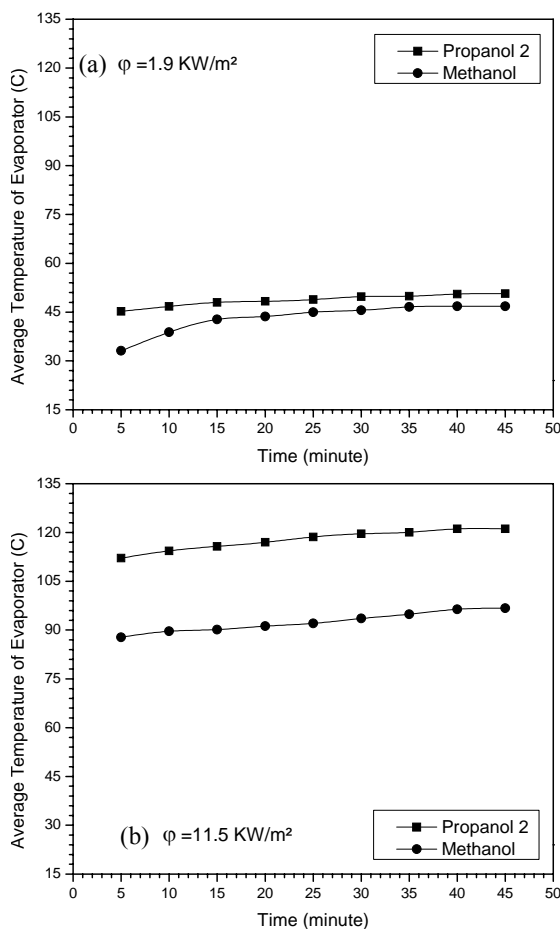 135
120
105
90
75
60
45
30
15
Average Temperature of Evaporator (C)
(a) φ =1.9 KW/m²
Propanol 2
Methanol
0 5 10 15 20 25 30 35 40 45 50
Time (minute)
135
120
105
90
75
60
45
30
15
Average Temperature of Evaporator (C)
(b) φ =11.5 KW/m²
Propanol 2
Methanol
0 5 10 15 20 25 30 35 40 45 50
Time (minute)